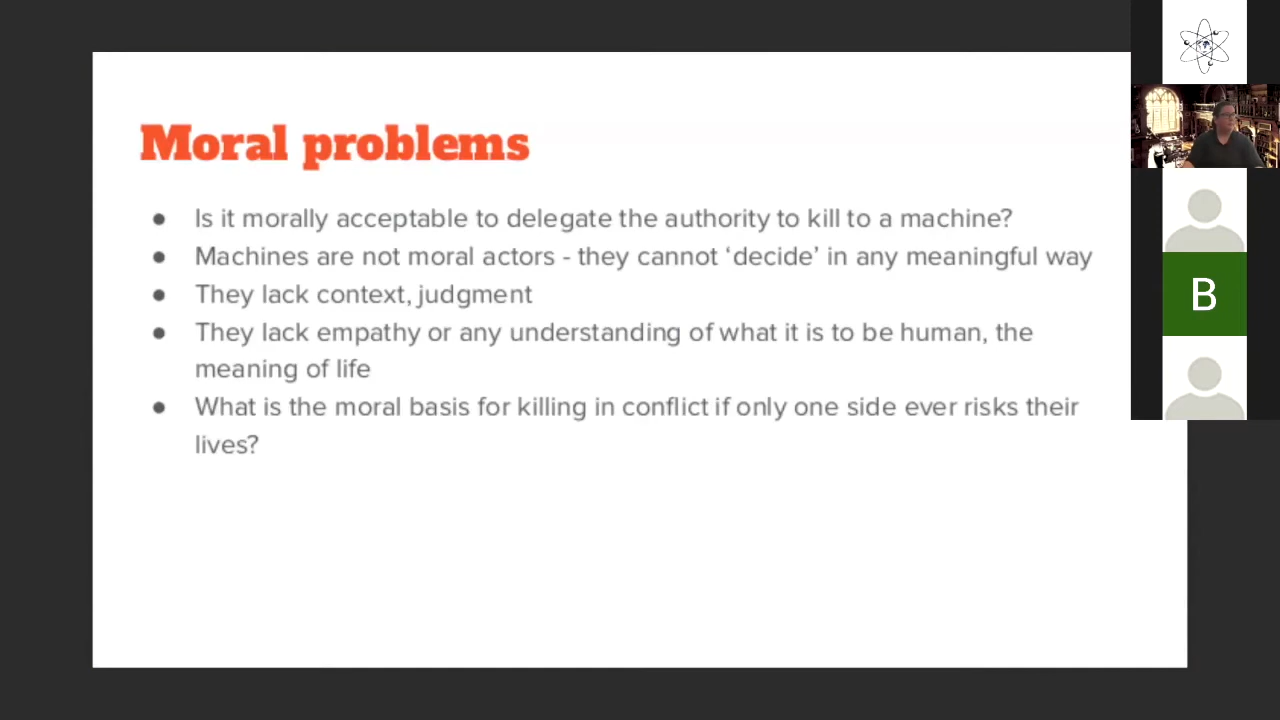 Moral problems
● Is it morally acceptable to delegate the authority to kill to a machine?
● Machines are not moral actors - they cannot ‘decide’ in any meaningful way
● They lack context, judgment
● They lack empathy or any understanding of what it is to be human, the
meaning of life
● What is the moral basis for killing in conflict if only one side ever risks their
lives?
B